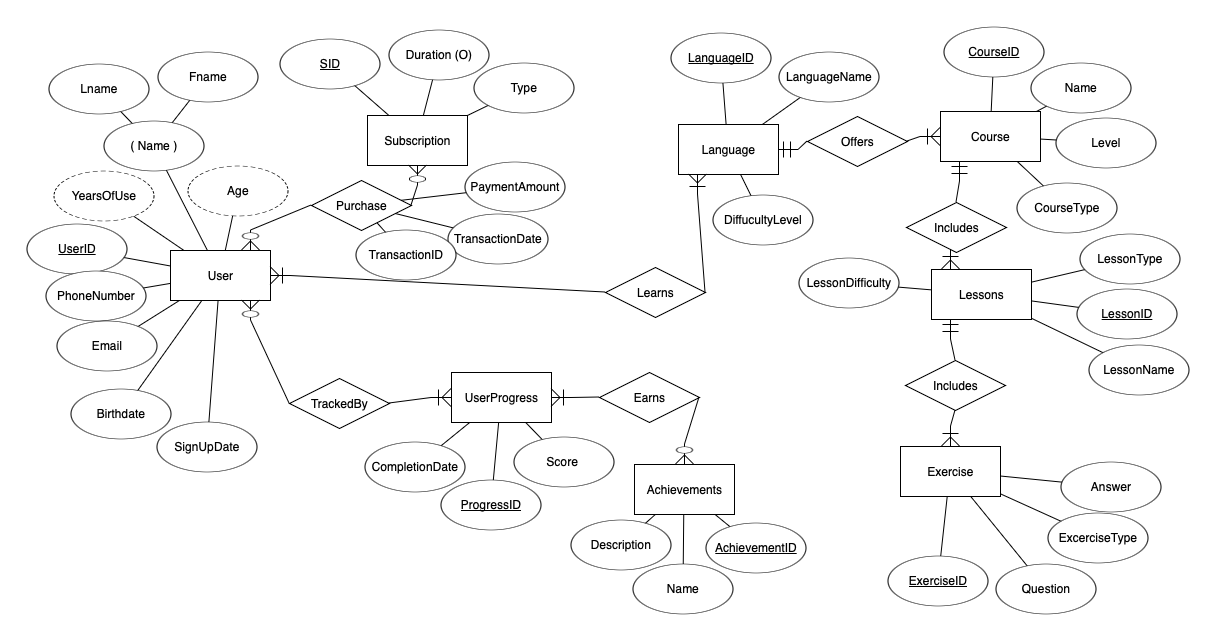 CourseID
Duration (O)
LanguageID
SID
Fname
LanguageName
Lname
Type
Name
Subscription
Course
Level
( Name )
Language
Offers
Age
PaymentAmount
YearsOfUse
Purchase
CourseType
DiffucultyLevel
Includes
TransactionDate
UserID
TransactionID
LessonType
User
LessonDifficulty
Learns
Lessons
PhoneNumber
LessonID
Email
LessonName
Includes
UserProgress
Earns
TrackedBy
Birthdate
SignUpDate
CompletionDate
Score
Exercise
Answer
Achievements
ProgressID
ExcerciseType
Description
AchievementID
ExerciseID
Name
Question